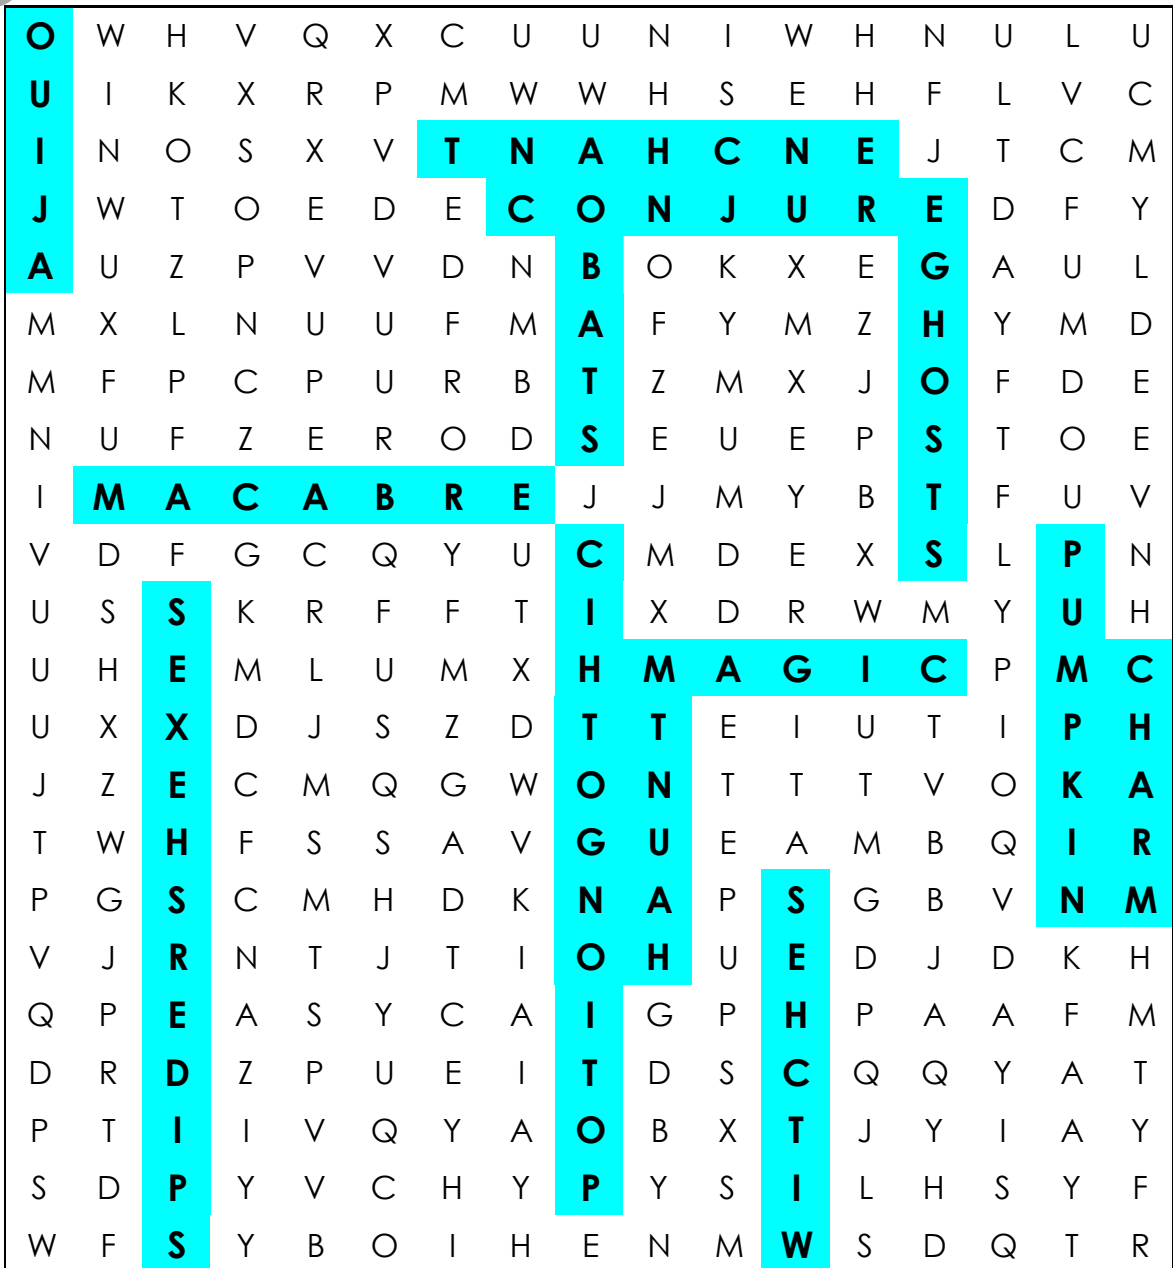 O W H V Q X C U U N I W H N U L U
U I K X R P M W W H S E H F L V C
I N O S X V T N A H C N E J T C M
J W T O E D E C O N J U R E D F Y
A U Z P V V D N B O K X E G A U L
M X L N U U F M A F Y M Z H Y M D
M F P C P U R B T Z M X J O F D E
N U F Z E R O D S E U E P S T O E
I M A C A B R E J J M Y B T F U V
V D F G C Q Y U C M D E X S L P N
U S S K R F F T I X D R W M Y U H
U H E M L U M X H M A G I C P M C
U X X D J S Z D T T E I U T I P H
J Z E C M Q G W O N T T T V O K A
T W H F S S A V G U E A M B Q I R
P G S C M H D K N A P S G B V N M
V J R N T J T I O H U E D J D K H
Q P E A S Y C A I G P H P A A F M
D R D Z P U E I T D S C Q Q Y A T
P T I I V Q Y A O B X T J Y I A Y
S D P Y V C H Y P Y S I L H S Y F
W F S Y B O I H E N M W S D Q T R